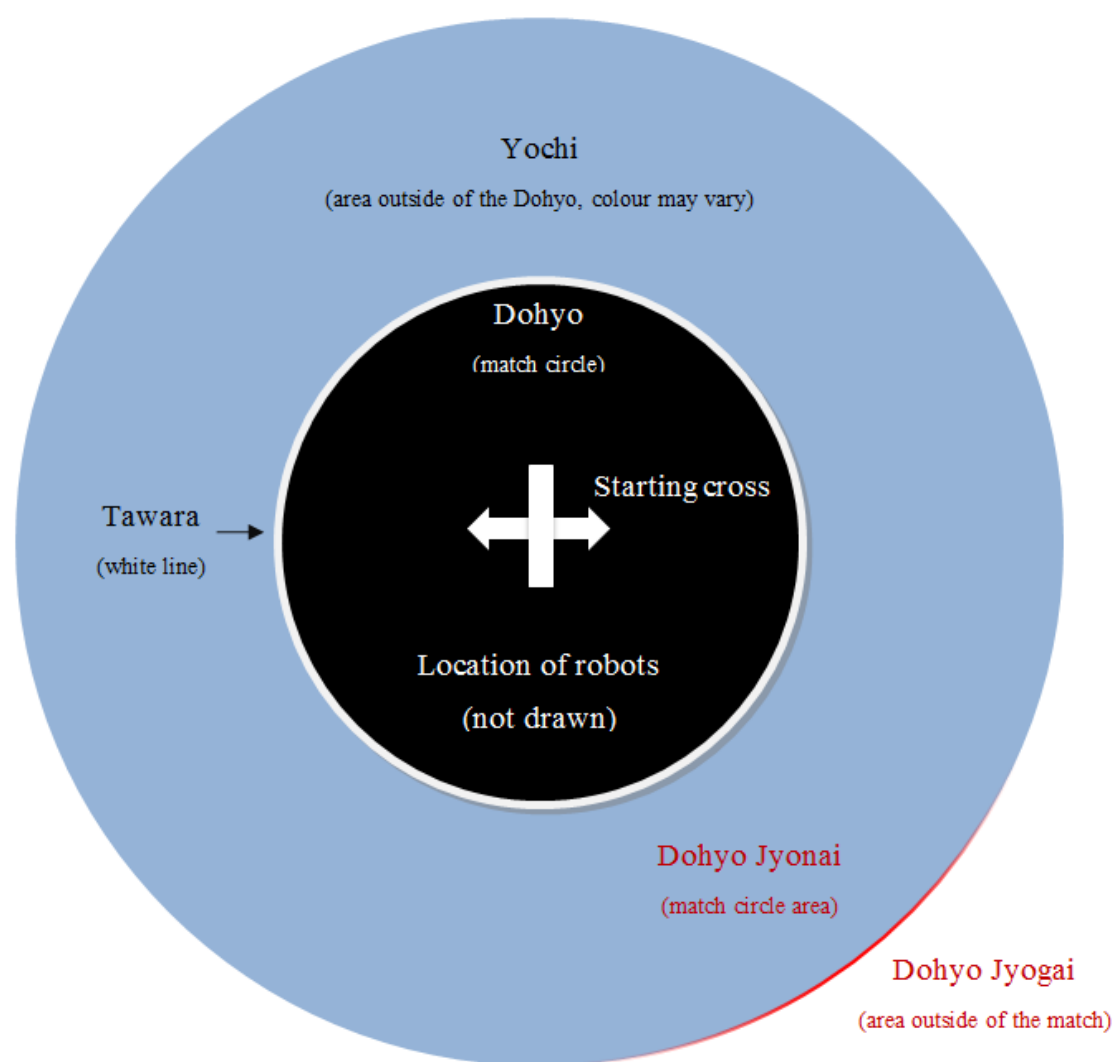 Yochi
(area outside of the Dohyo, colour may vary)
Dohyo
(match circle)
Starting cross
Tawara
(white line)
Location of robots
(not drawn)
Dohyo Jyonai
(match circle area)
Dohyo Jyogai
(area outside of the match)